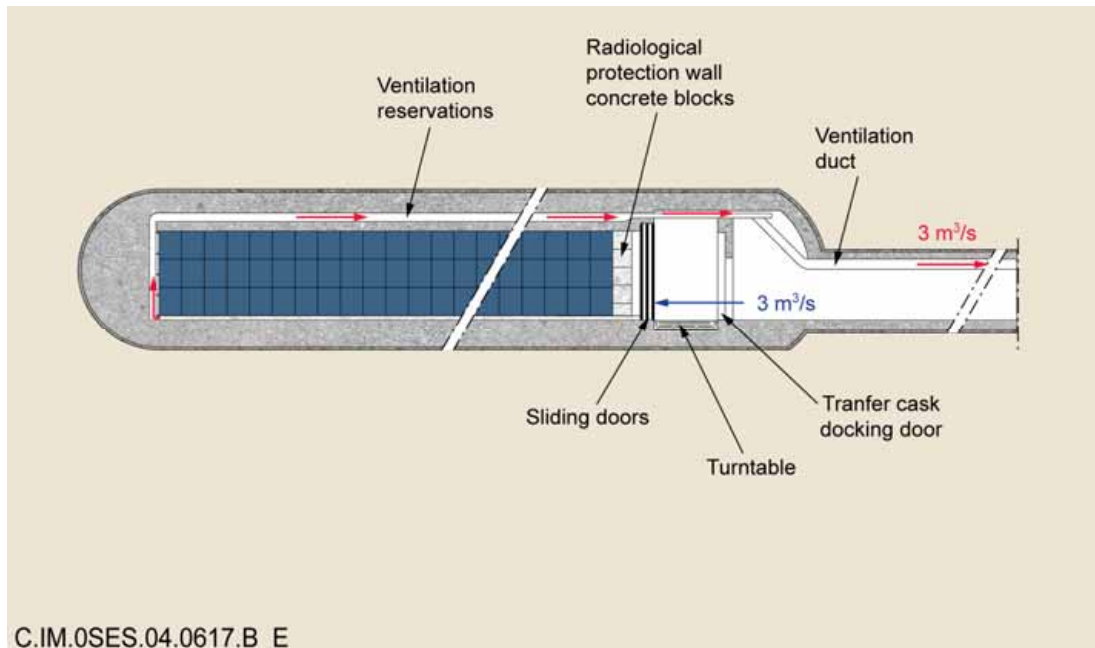 Radiological
protection wall
concrete blocks
Ventilation
reservations
Ventilation
duct
3 m³/s
3 m³/s
Sliding doors
Tranfer cask
docking door
Turntable
C.IM.0SES.04.0617.B E